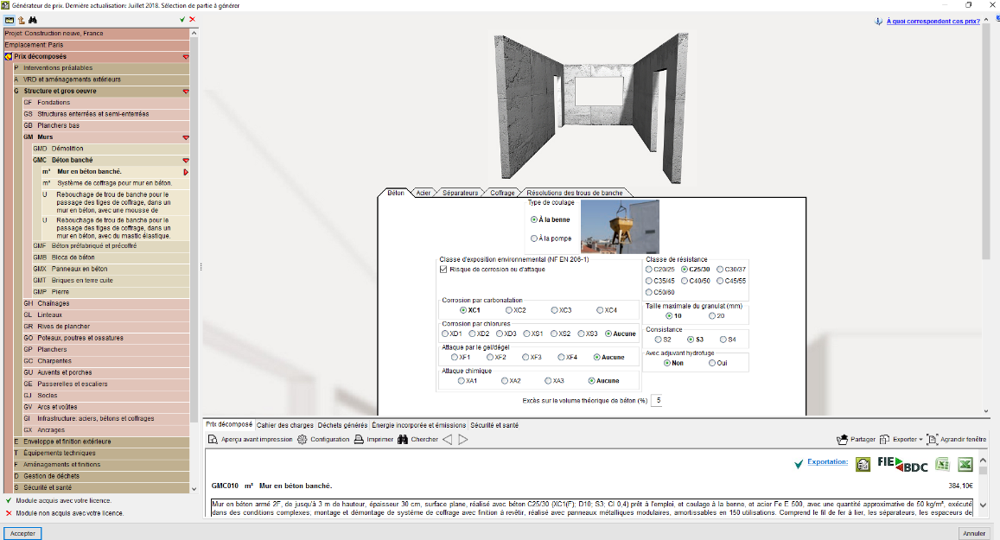 Générateur de prix. Dernière actualisation: Juillet 2018. Sélection de partie à générer
À quoi correspondent ces prix?
Projet: Construction neuve, France
Emplacement: Paris
Prix décomposés
P Interventions préalables
A VRD et aménagements extérieurs
G Structure et gros oeuvre
GF Fondations
GS Structures enterrées et semi-enterrées
GB Planchers bas
GM Murs
GMD Démolition
GMC Béton banché
m³ Mur en béton banché.
m² Système de coffrage pour mur en béton.
U Rebouchage de trou de banche pour le
passage des tiges de coffrage, dans un
mur en béton, avec une mousse de
U Rebouchage de trou de banche pour le
passage des tiges de coffrage, dans un
mur en béton, avec du mastic élastique.
GMF Béton préfabriqué et précoffré
GMB Blocs de béton
GMX Panneaux en béton
GMT Briques en terre cuite
GMP Pierre
GH Chaînages
GL Linteaux
GR Rives de plancher
GO Poteaux, poutres et ossatures
GP Planchers
GC Charpentes
GU Auvents et porches
GE Passerelles et escaliers
GJ Socles
GV Arcs et voûtes
GI Infrastructure: aciers, bétons et coffrages
GX Ancrages
E Enveloppe et finition extérieure
T Équipements techniques
F Aménagements et finitions
D Gestion de déchets
S Sécurité et santé
Module acquis avec votre licence.
Module non acquis avec votre licence.
Accepter
Béton Acier Séparateurs Coffrage Résolutions des trous de banche
Type de coulage
À la benne
À la pompe
Classe d'exposition environnemental (NF EN 206-1)
Risque de corrosion ou d'attaque
Corrosion par carbonatation
XC1 XC2 XC3 XC4
Corrosion par chlorures
XD1 XD2 XD3 XS1 XS2 XS3 Aucune
Attaque par le gel/dégel
XF1 XF2 XF3 XF4 Aucune
Attaque chimique
XA1 XA2 XA3 Aucune
Classe de résistance
C20/25 C25/30 C30/37
C35/45 C40/50 C45/55
C50/60
Taille maximale du granulat (mm)
10 20
Consistance
S2 S3 S4
Avec adjuvant hydrofuge
Non Oui
Excès sur le volume théorique de béton (%) 5
Prix décomposé Cahier des charges Déchets générés Énergie incorporée et émissions Sécurité et santé
Aperçu avant impression Configuration Imprimer Chercher Partager Exporter Agrandir fenêtre
Exportation: FIEBDC
GMC010 m³ Mur en béton banché. 384,10€
Mur en béton armé 2F, de jusqu'à 3 m de hauteur, épaisseur 30 cm, surface plane, réalisé avec béton C25/30 (XC1(F); D10; S3; Cl 0,4) prêt à l'emploi, et coulage à la benne, et acier Fe E 500, avec une quantité approximative de 50 kg/m³, exécuté
dans des conditions complexes; montage et démontage de système de coffrage avec finition à revêtir, réalisé avec panneaux métalliques modulaires, amortissables en 150 utilisations. Comprend le fil de fer à lier, les séparateurs, les espaceurs de
Annuler